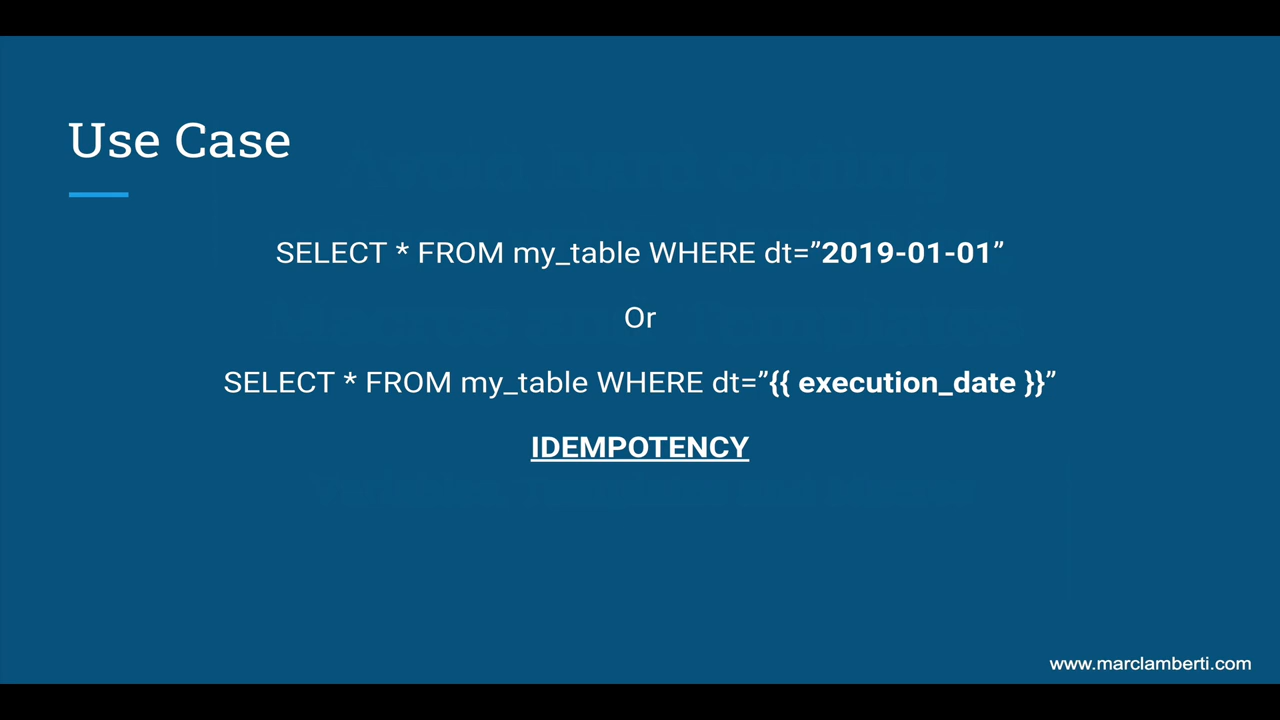 Use Case
SELECT * FROM my_table WHERE dt=”2019-01-01”
Or
SELECT * FROM my_table WHERE dt=”{{ execution_date }}”
IDEMPOTENCY
www.marclamberti.com